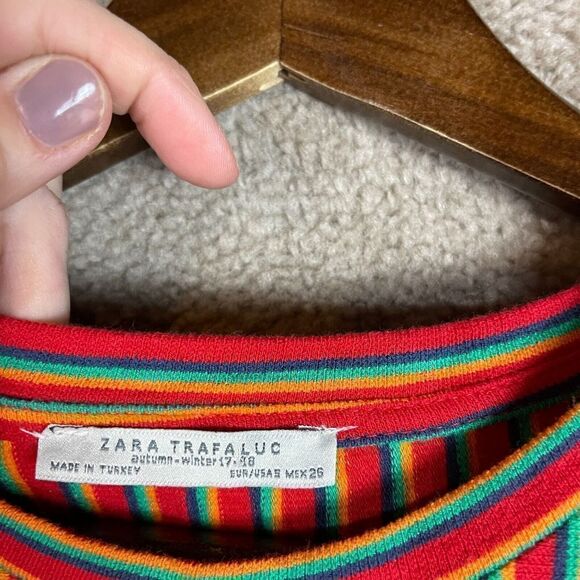 ZARA TRAFALUC
autumn-winter 17·18
MADE IN TURKEY
EUR/USA S MEX 26